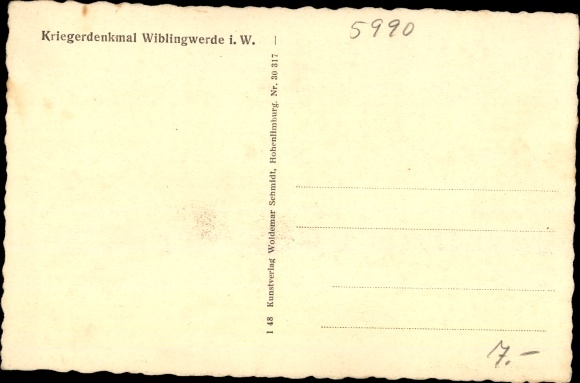 Kriegerdenkmal Wiblingwerde i. W.
5990
I 48 Kunstverlag Woldemar Schmidt, Hohenlimburg. Nr. 30 317
7.-